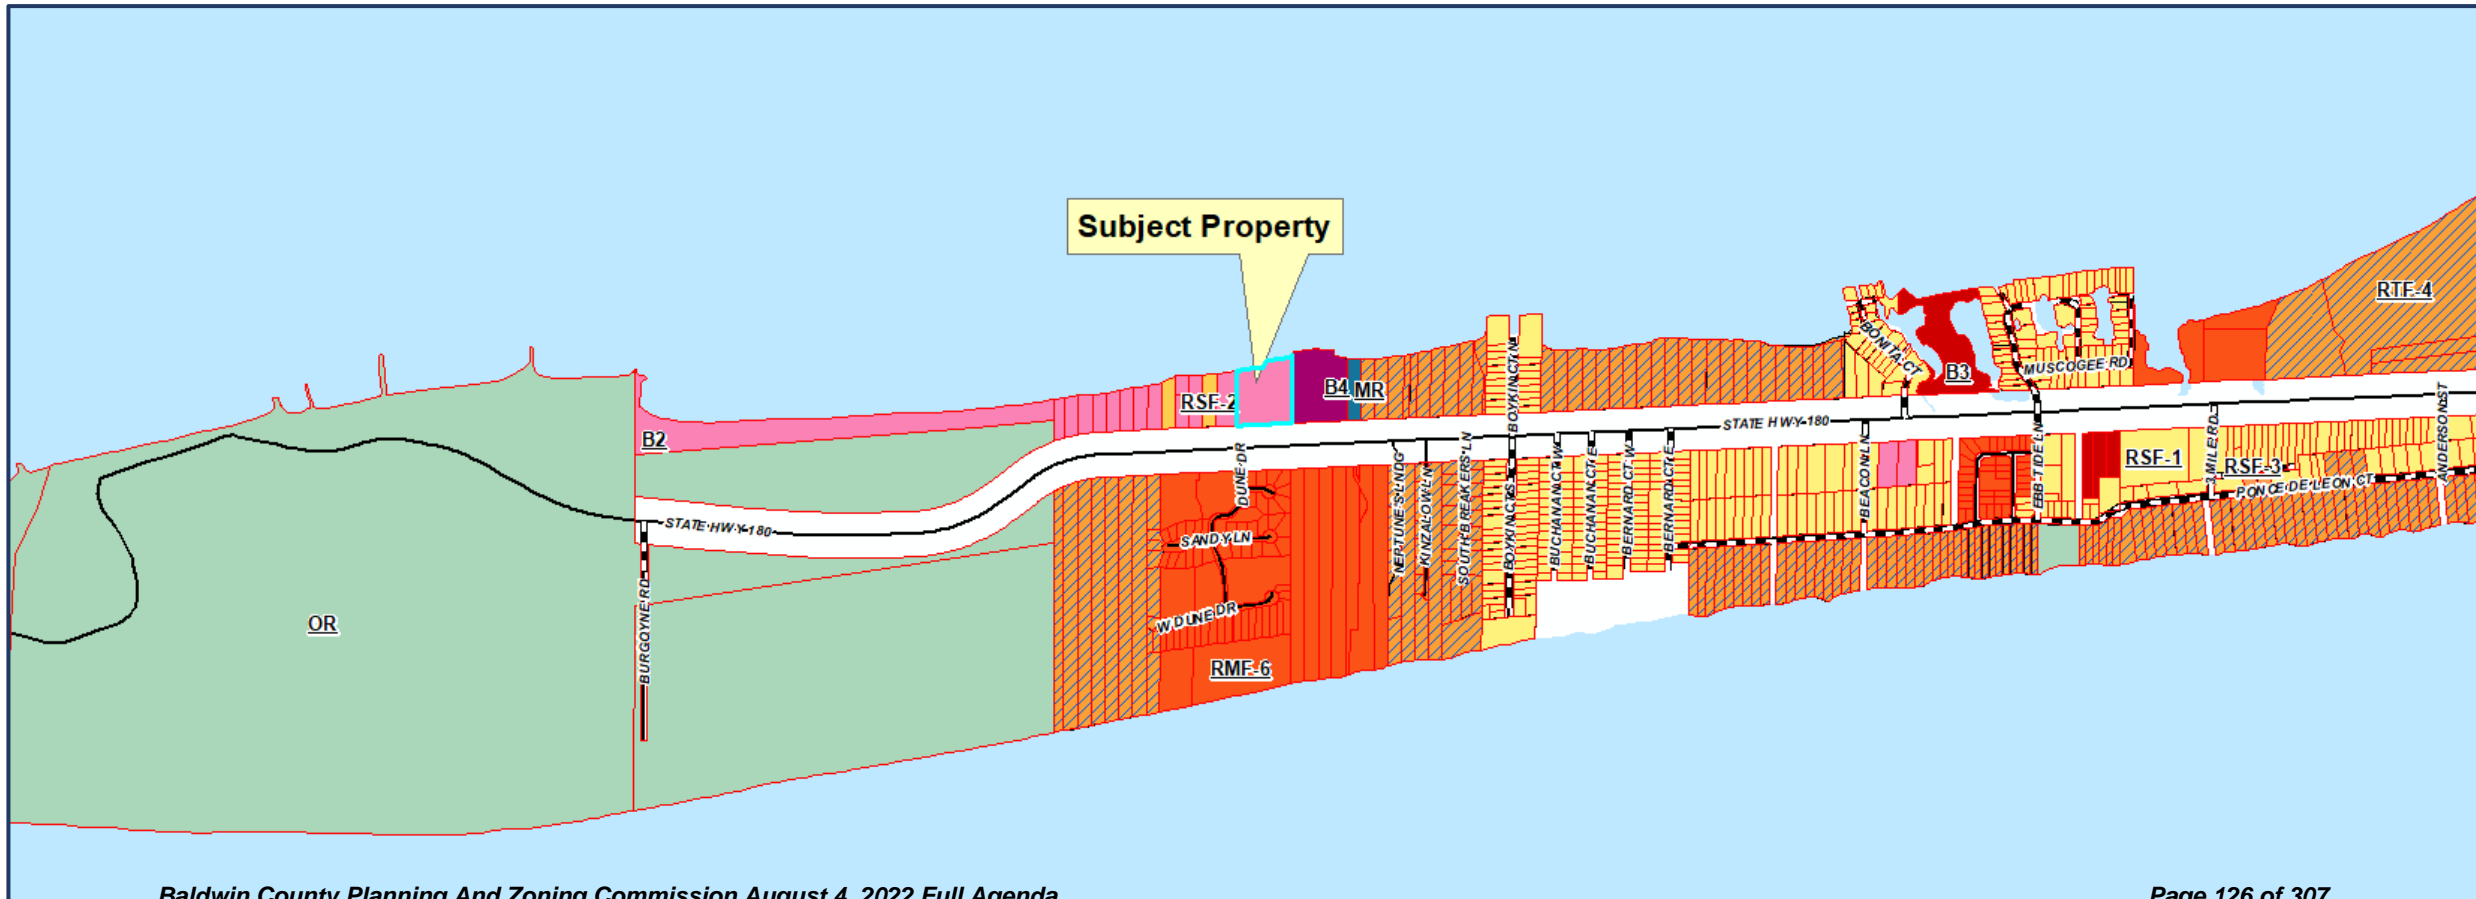 Subject Property
RTF-4
BONITA CT
MUSCOGEE RD
B3
B4
MR
RSF-2
B2
BOYKIN CT N
STATE HWY 180
DUNE DR
ANDERSON ST
RSF-1
RSF-3
3 MILE RD
PONCE DE LEON CT
EBB TIDE LN
BEACON LN
BERNARD CT E
BERNARD CT W
BUCHANAN CT E
BUCHANAN CT W
BOYKIN CT S
SOUTH BREAKERS LN
KINZALOW LN
NEPTUNE'S LNDG
STATE HWY 180
SANDY LN
BURGOYNE RD
W DUNE DR
OR
RMF-6
Baldwin County Planning And Zoning Commission August 4, 2022 Full Agenda
Page 126 of 307